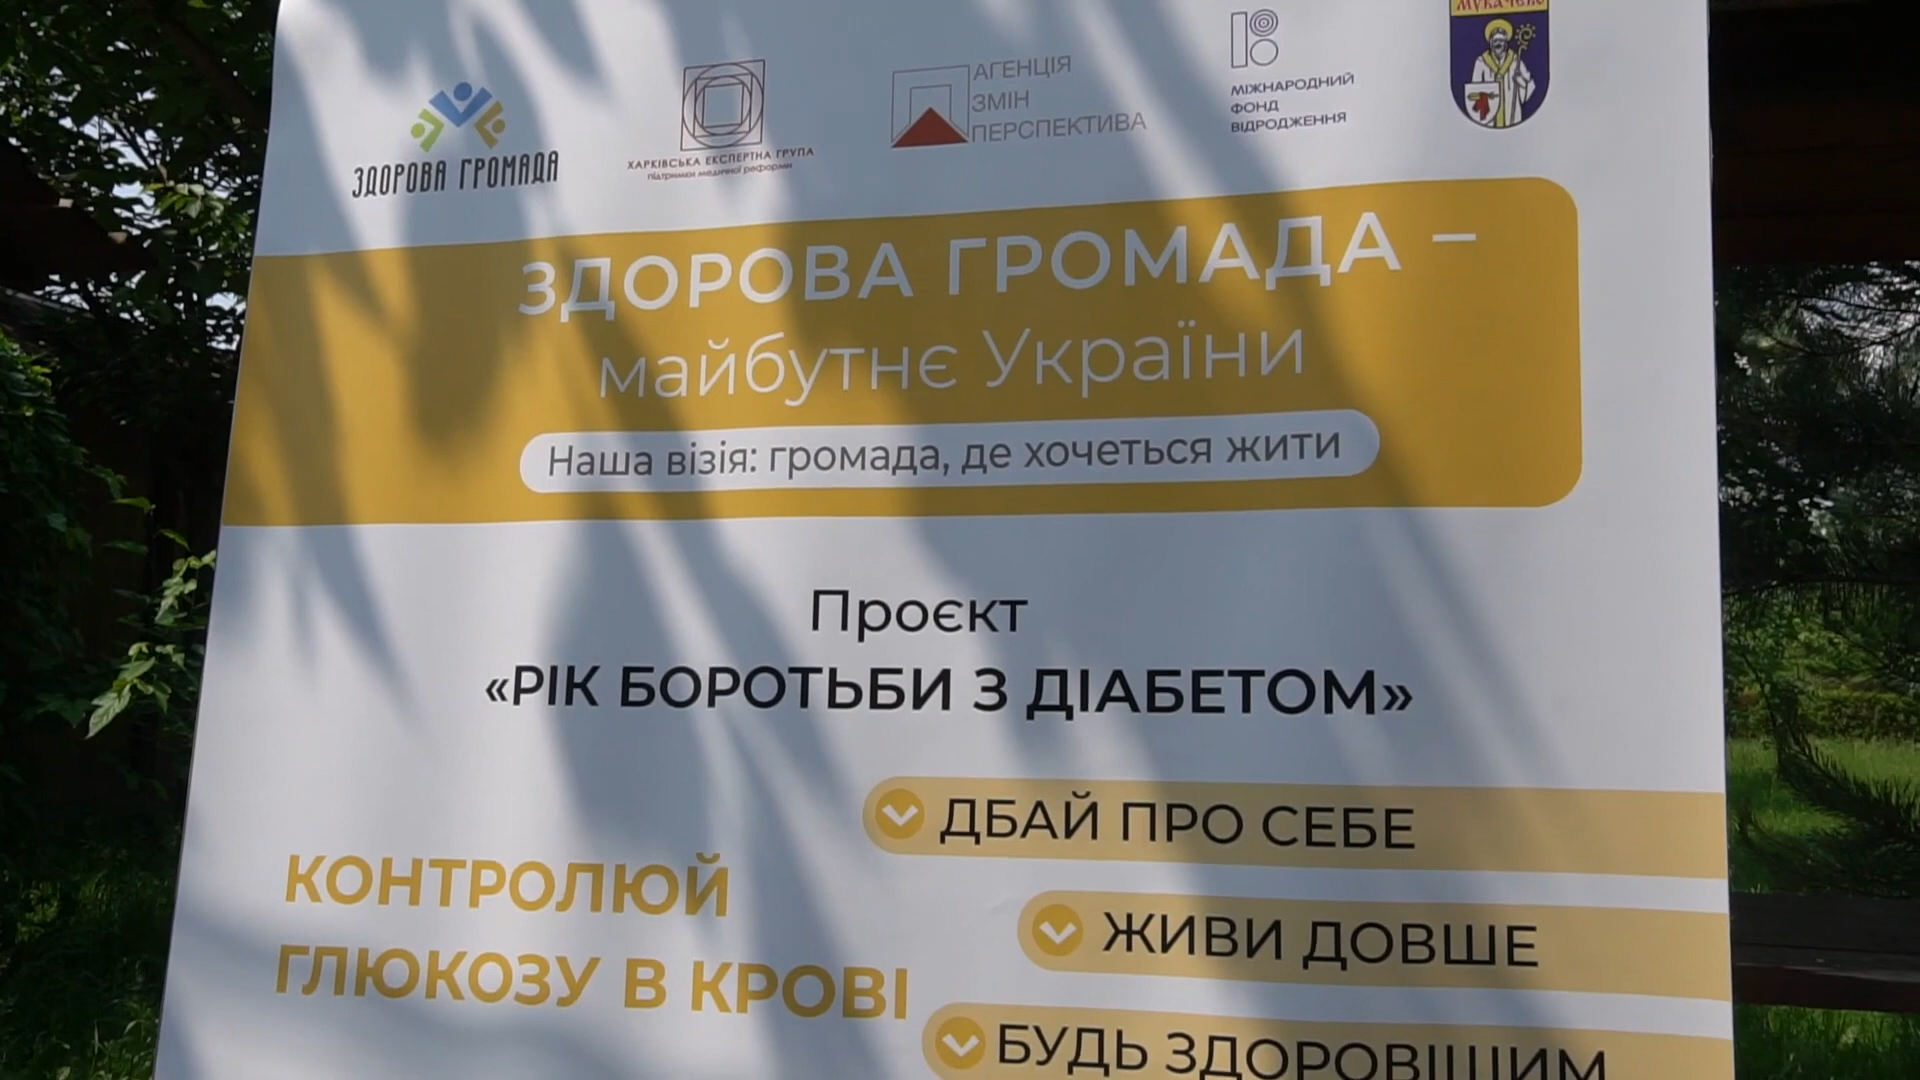 МУКАЧЕВО
ЗДОРОВА ГРОМАДА
ХАРКІВСЬКА ЕКСПЕРТНА ГРУПА
підтримки медичної реформи
АГЕНЦІЯ
ЗМІН
ПЕРСПЕКТИВА
МІЖНАРОДНИЙ
ФОНД
ВІДРОДЖЕННЯ
ЗДОРОВА ГРОМАДА –
майбутнє України
Наша візія: громада, де хочеться жити
Проєкт
«РІК БОРОТЬБИ З ДІАБЕТОМ»
КОНТРОЛЮЙ
ГЛЮКОЗУ В КРОВІ
ДБАЙ ПРО СЕБЕ
ЖИВИ ДОВШЕ
БУДЬ ЗДОРОВІШИМ